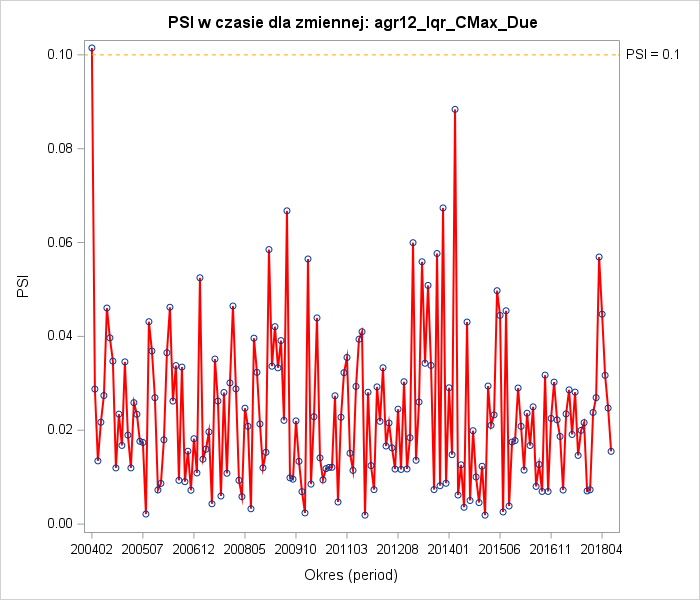 PSI w czasie dla zmiennej: agr12_Iqr_CMax_Due
0.10
PSI = 0.1
0.08
0.06
PSI
0.04
0.02
0.00
200402 200507 200612 200805 200910 201103 201208 201401 201506 201611 201804
Okres (period)